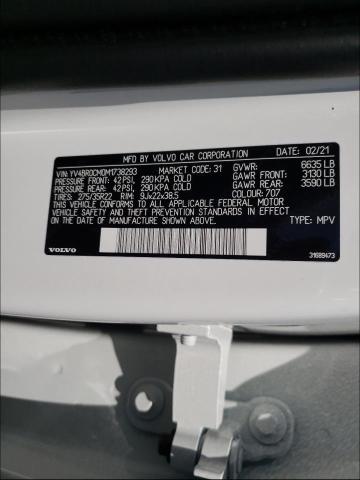 MFD BY VOLVO CAR CORPORATION DATE: 02/21
VIN: YV4BR0CM0M1738293 MARKET CODE: 31 GVWR: 6635 LB
PRESSURE FRONT: 42 PSI, 290 KPA COLD GAWR FRONT: 3130 LB
PRESSURE REAR: 42 PSI, 290 KPA COLD GAWR REAR: 3590 LB
TIRES: 275/35R22 RIM: 9Jx22x38.5 COLOUR: 707
THIS VEHICLE CONFORMS TO ALL APPLICABLE FEDERAL MOTOR
VEHICLE SAFETY AND THEFT PREVENTION STANDARDS IN EFFECT
ON THE DATE OF MANUFACTURE SHOWN ABOVE.
TYPE: MPV
VOLVO
31689473